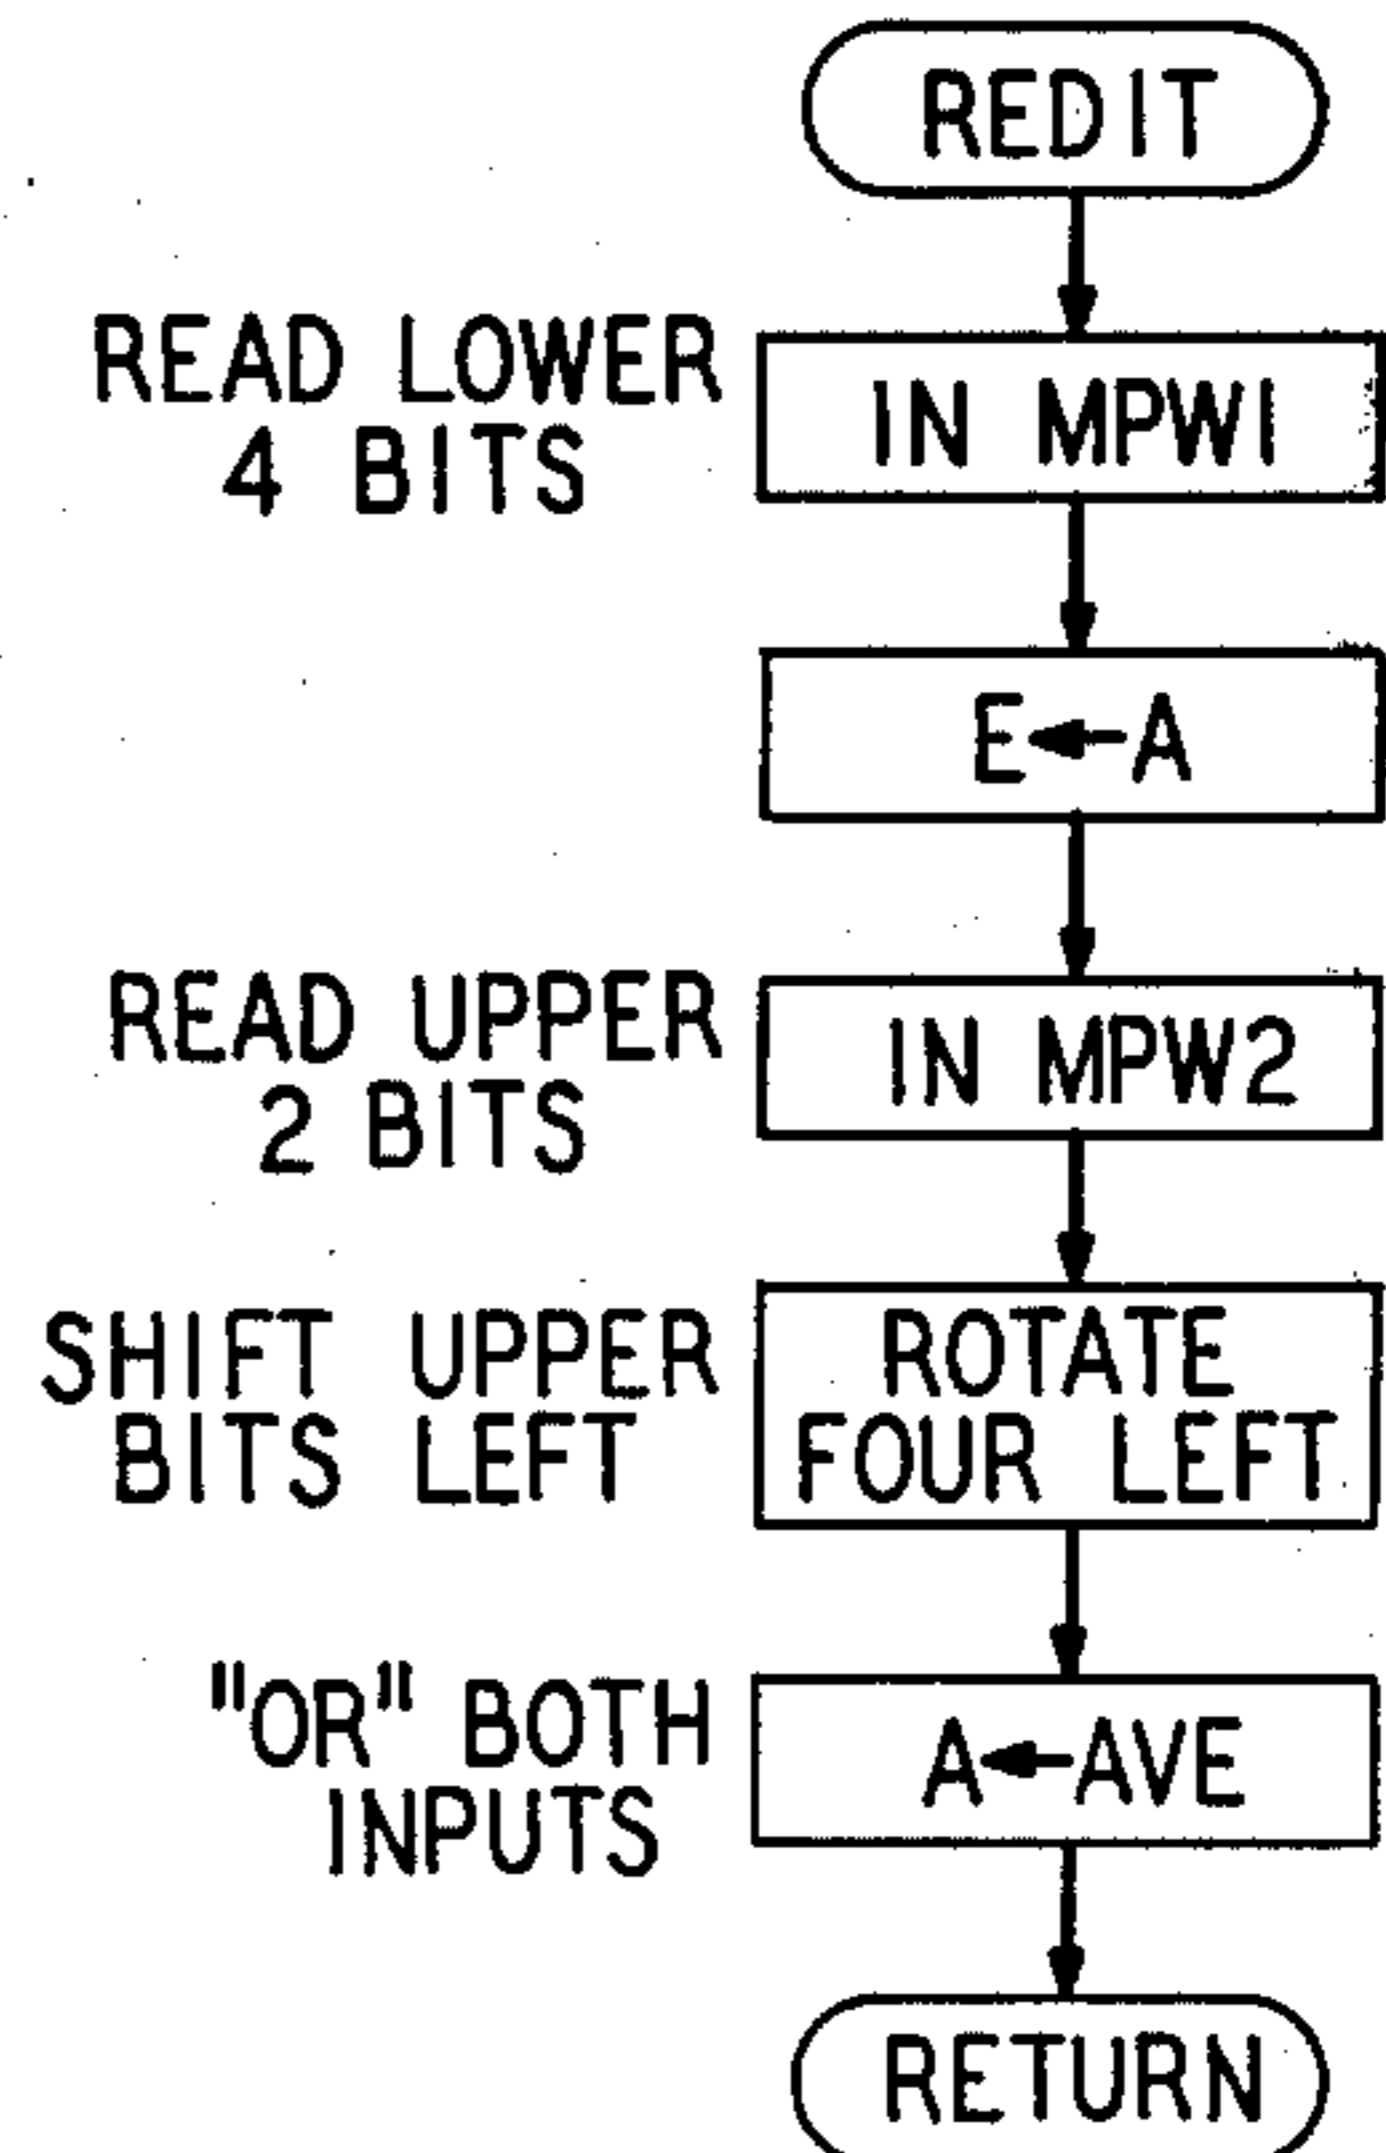 REDIT
READ LOWER
4 BITS
IN MPW1
E←A
READ UPPER
2 BITS
IN MPW2
SHIFT UPPER
BITS LEFT
ROTATE
FOUR LEFT
"OR" BOTH
INPUTS
A←AVE
RETURN